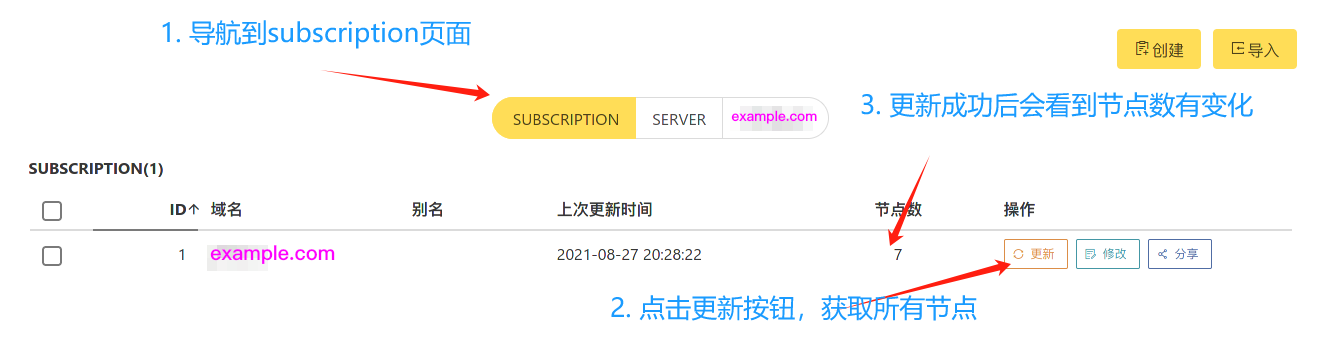 1. 导航到subscription页面
创建 导入
3. 更新成功后会看到节点数有变化
SUBSCRIPTION SERVER example.com
SUBSCRIPTION(1)
ID↑ 域名 别名 上次更新时间 节点数 操作
1 example.com 2021-08-27 20:28:22 7 更新 修改 分享
2. 点击更新按钮，获取所有节点